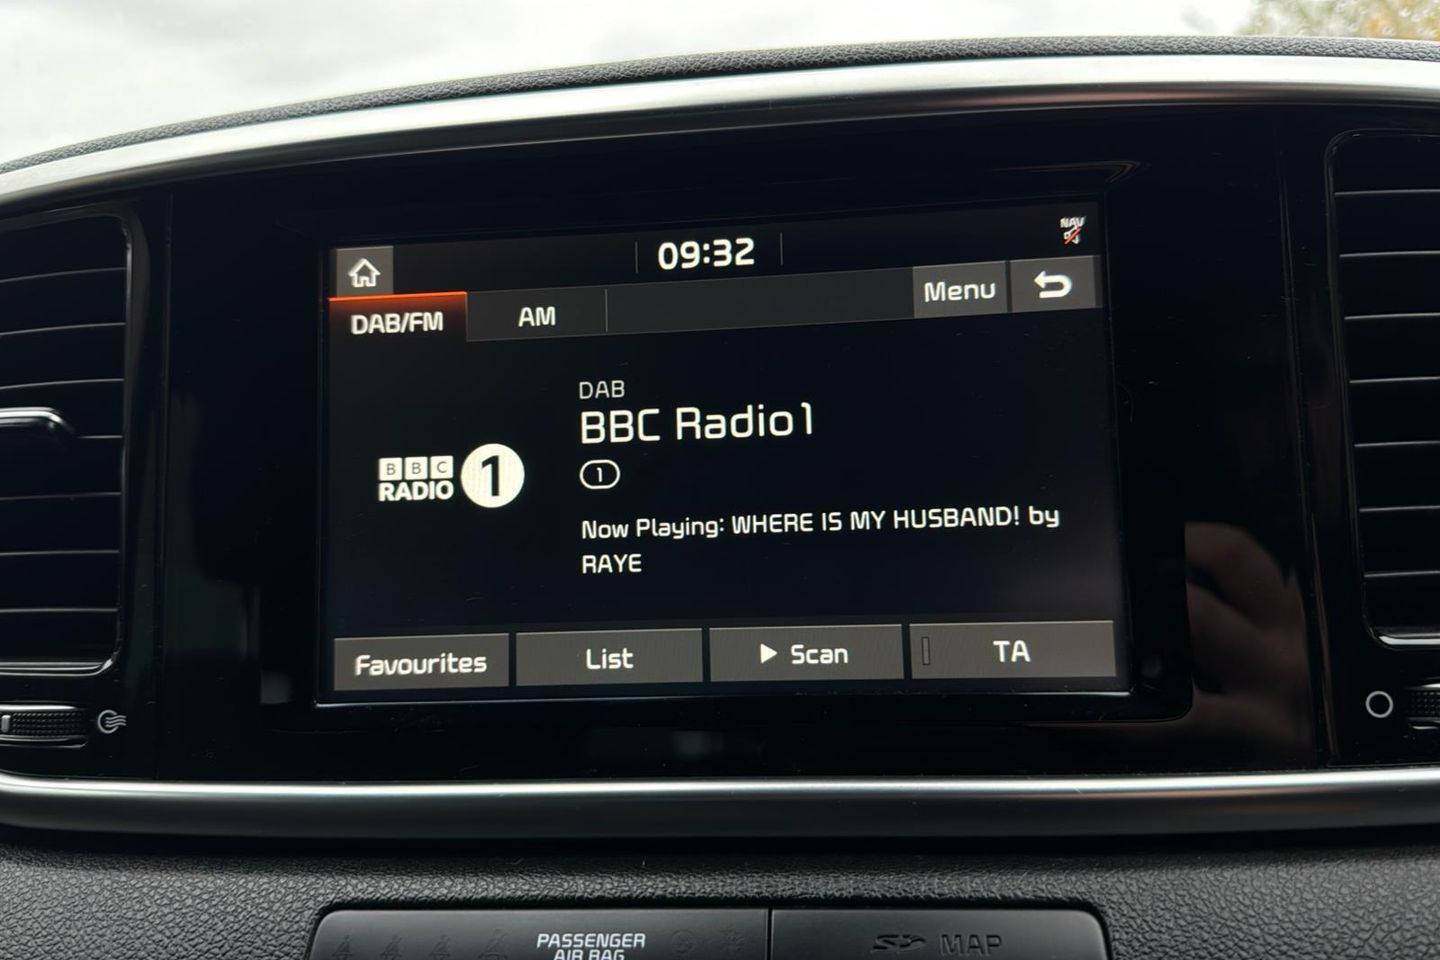 09:32
NAV
DAB/FM
AM
Menu
DAB
BBC Radio1
BBC
RADIO 1
1
Now Playing: WHERE IS MY HUSBAND! by
RAYE
Favourites
List
Scan
TA
PASSENGER
AIR BAG
MAP